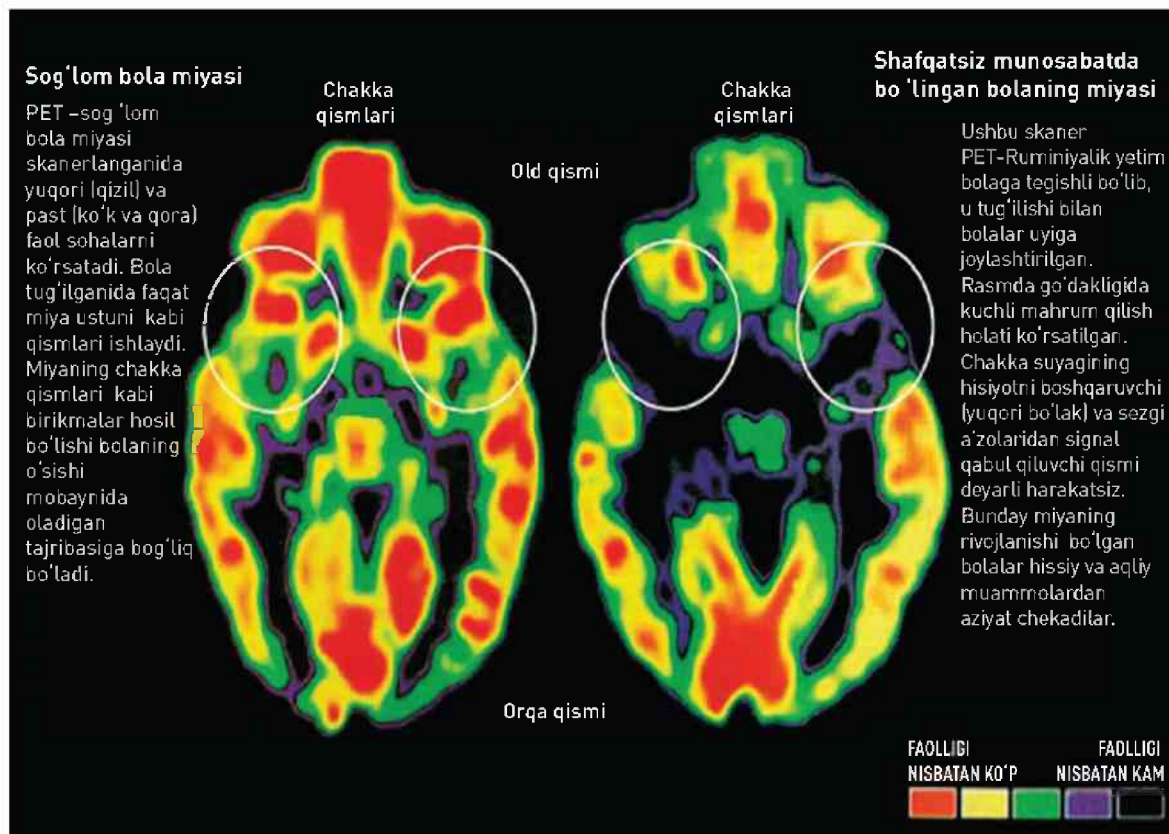 Sog‘lom bola miyasi
PET –sog ‘lom
bola miyasi
skanerlanganida
yuqori (qizil) va
past (ko‘k va qora)
faol sohalarni
ko‘rsatadi. Bola
tug‘ilganida faqat
miya ustuni kabi
qismlari ishlaydi.
Miyaning chakka
qismlari kabi
birikmalar hosil
bo‘lishi bolaning
o‘sishi
mobaynida
oladigan
tajribasiga bog‘liq
bo‘ladi.
Chakka
qismlari
Old qismi
Orqa qismi
Chakka
qismlari
Shafqatsiz munosabatda
bo ‘lingan bolaning miyasi
Ushbu skaner
PET-Ruminiyalik yetim
bolaga tegishli bo‘lib,
u tug‘ilishi bilan
bolalar uyiga
joylashtirilgan.
Rasmda go‘dakligida
kuchli mahrum qilish
holati ko‘rsatilgan.
Chakka suyagining
hisiyotni boshqaruvchi
(yuqori bo‘lak) va sezgi
a’zolaridan signal
qabul qiluvchi qismi
deyarli harakatsiz.
Bunday miyaning
rivojlanishi bo‘lgan
bolalar hissiy va aqliy
muammolardan
aziyat chekadilar.
FAOLLIGI FAOLLIGI
NISBATAN KO‘P NISBATAN KAM